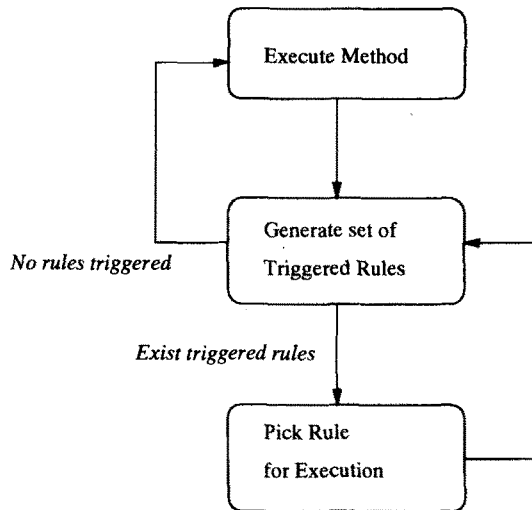 Execute Method
Generate set of
Triggered Rules
No rules triggered
Exist triggered rules
Pick Rule
for Execution